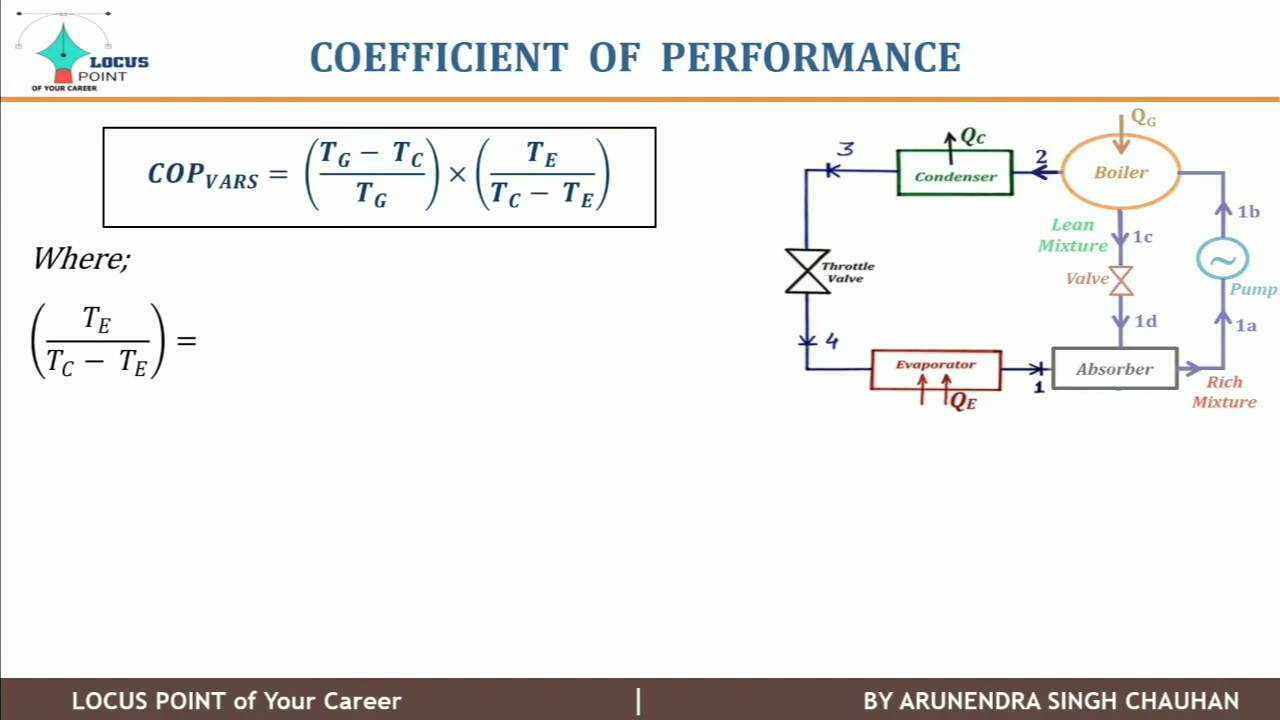 LOCUS
POINT
OF YOUR CAREER
COEFFICIENT OF PERFORMANCE
COP_VARS = ((T_G − T_C) / T_G) × (T_E / (T_C − T_E))
Where;
(T_E / (T_C − T_E)) =
Q_G
Q_C
3
2
Condenser
Boiler
1b
Lean
Mixture
1c
Throttle
Valve
Valve
~
Pump
4
1d
1a
Evaporator
Absorber
1
Q_E
Rich
Mixture
LOCUS POINT of Your Career | BY ARUNENDRA SINGH CHAUHAN